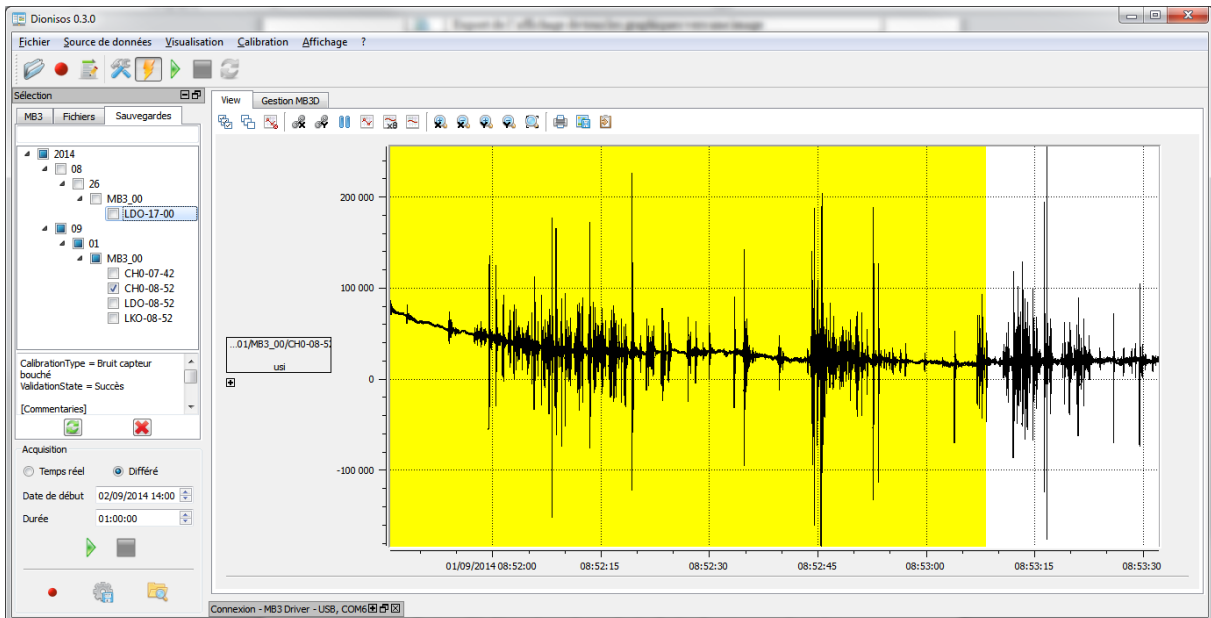 Dionisos 0.3.0
Fichier Source de données Visualisation Calibration Affichage ?
Sélection
MB3 Fichiers Sauvegardes
2014
08
26
MB3_00
LDO-17-00
09
01
MB3_00
CH0-07-42
CH0-08-52
LDO-08-52
LKO-08-52
CalibrationType = Bruit capteur
bouché
ValidationState = Succès
[Commentaries]
Acquisition
Temps réel Différé
Date de début 02/09/2014 14:00
Durée 01:00:00
View Gestion MB3D
200 000
100 000
0
-100 000
...01/MB3_00/CH0-08-52
usi
01/09/2014 08:52:00 08:52:15 08:52:30 08:52:45 08:53:00 08:53:15 08:53:30
Connexion - MB3 Driver - USB, COM6